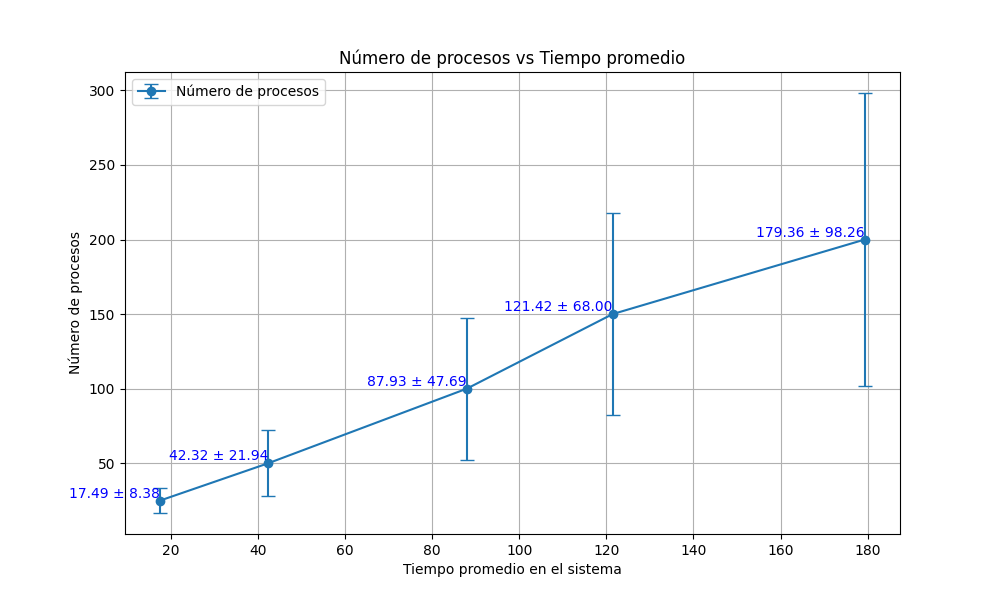 Número de procesos vs Tiempo promedio
Número de procesos
300
250
200
150
100
50
Número de procesos
179.36 ± 98.26
121.42 ± 68.00
87.93 ± 47.69
42.32 ± 21.94
17.49 ± 8.38
20 40 60 80 100 120 140 160 180
Tiempo promedio en el sistema